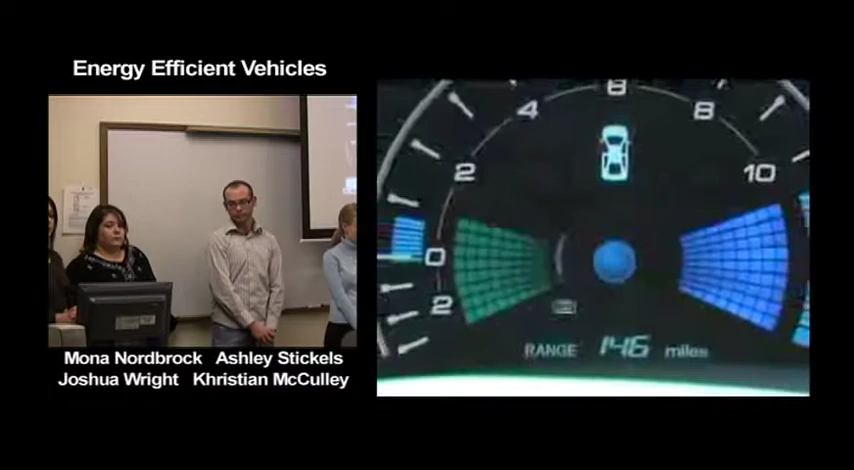 Energy Efficient Vehicles
Mona Nordbrock Ashley Stickels
Joshua Wright Khristian McCulley
6
4
8
2
10
0
2
RANGE 146 miles